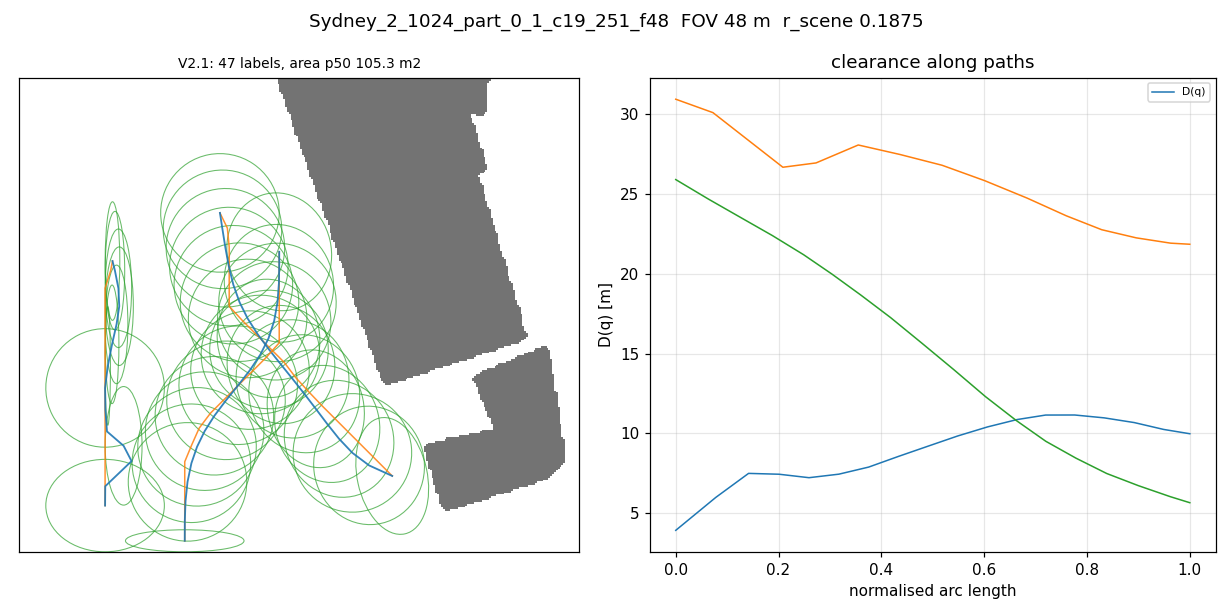 Sydney_2_1024_part_0_1_c19_251_f48  FOV 48 m  r_scene 0.1875
V2.1: 47 labels, area p50 105.3 m2
clearance along paths
D(q)
D(q) [m]
30
25
20
15
10
5
0.0 0.2 0.4 0.6 0.8 1.0
normalised arc length